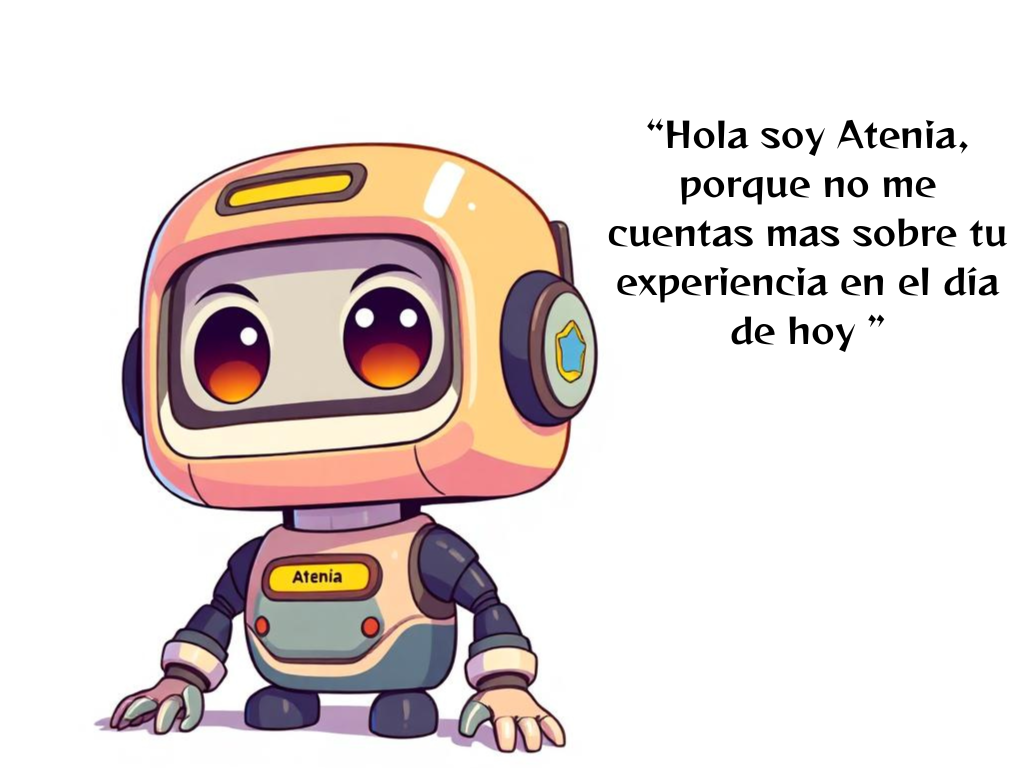 “Hola soy Atenia,
porque no me
cuentas mas sobre tu
experiencia en el día
de hoy ”
Atenia